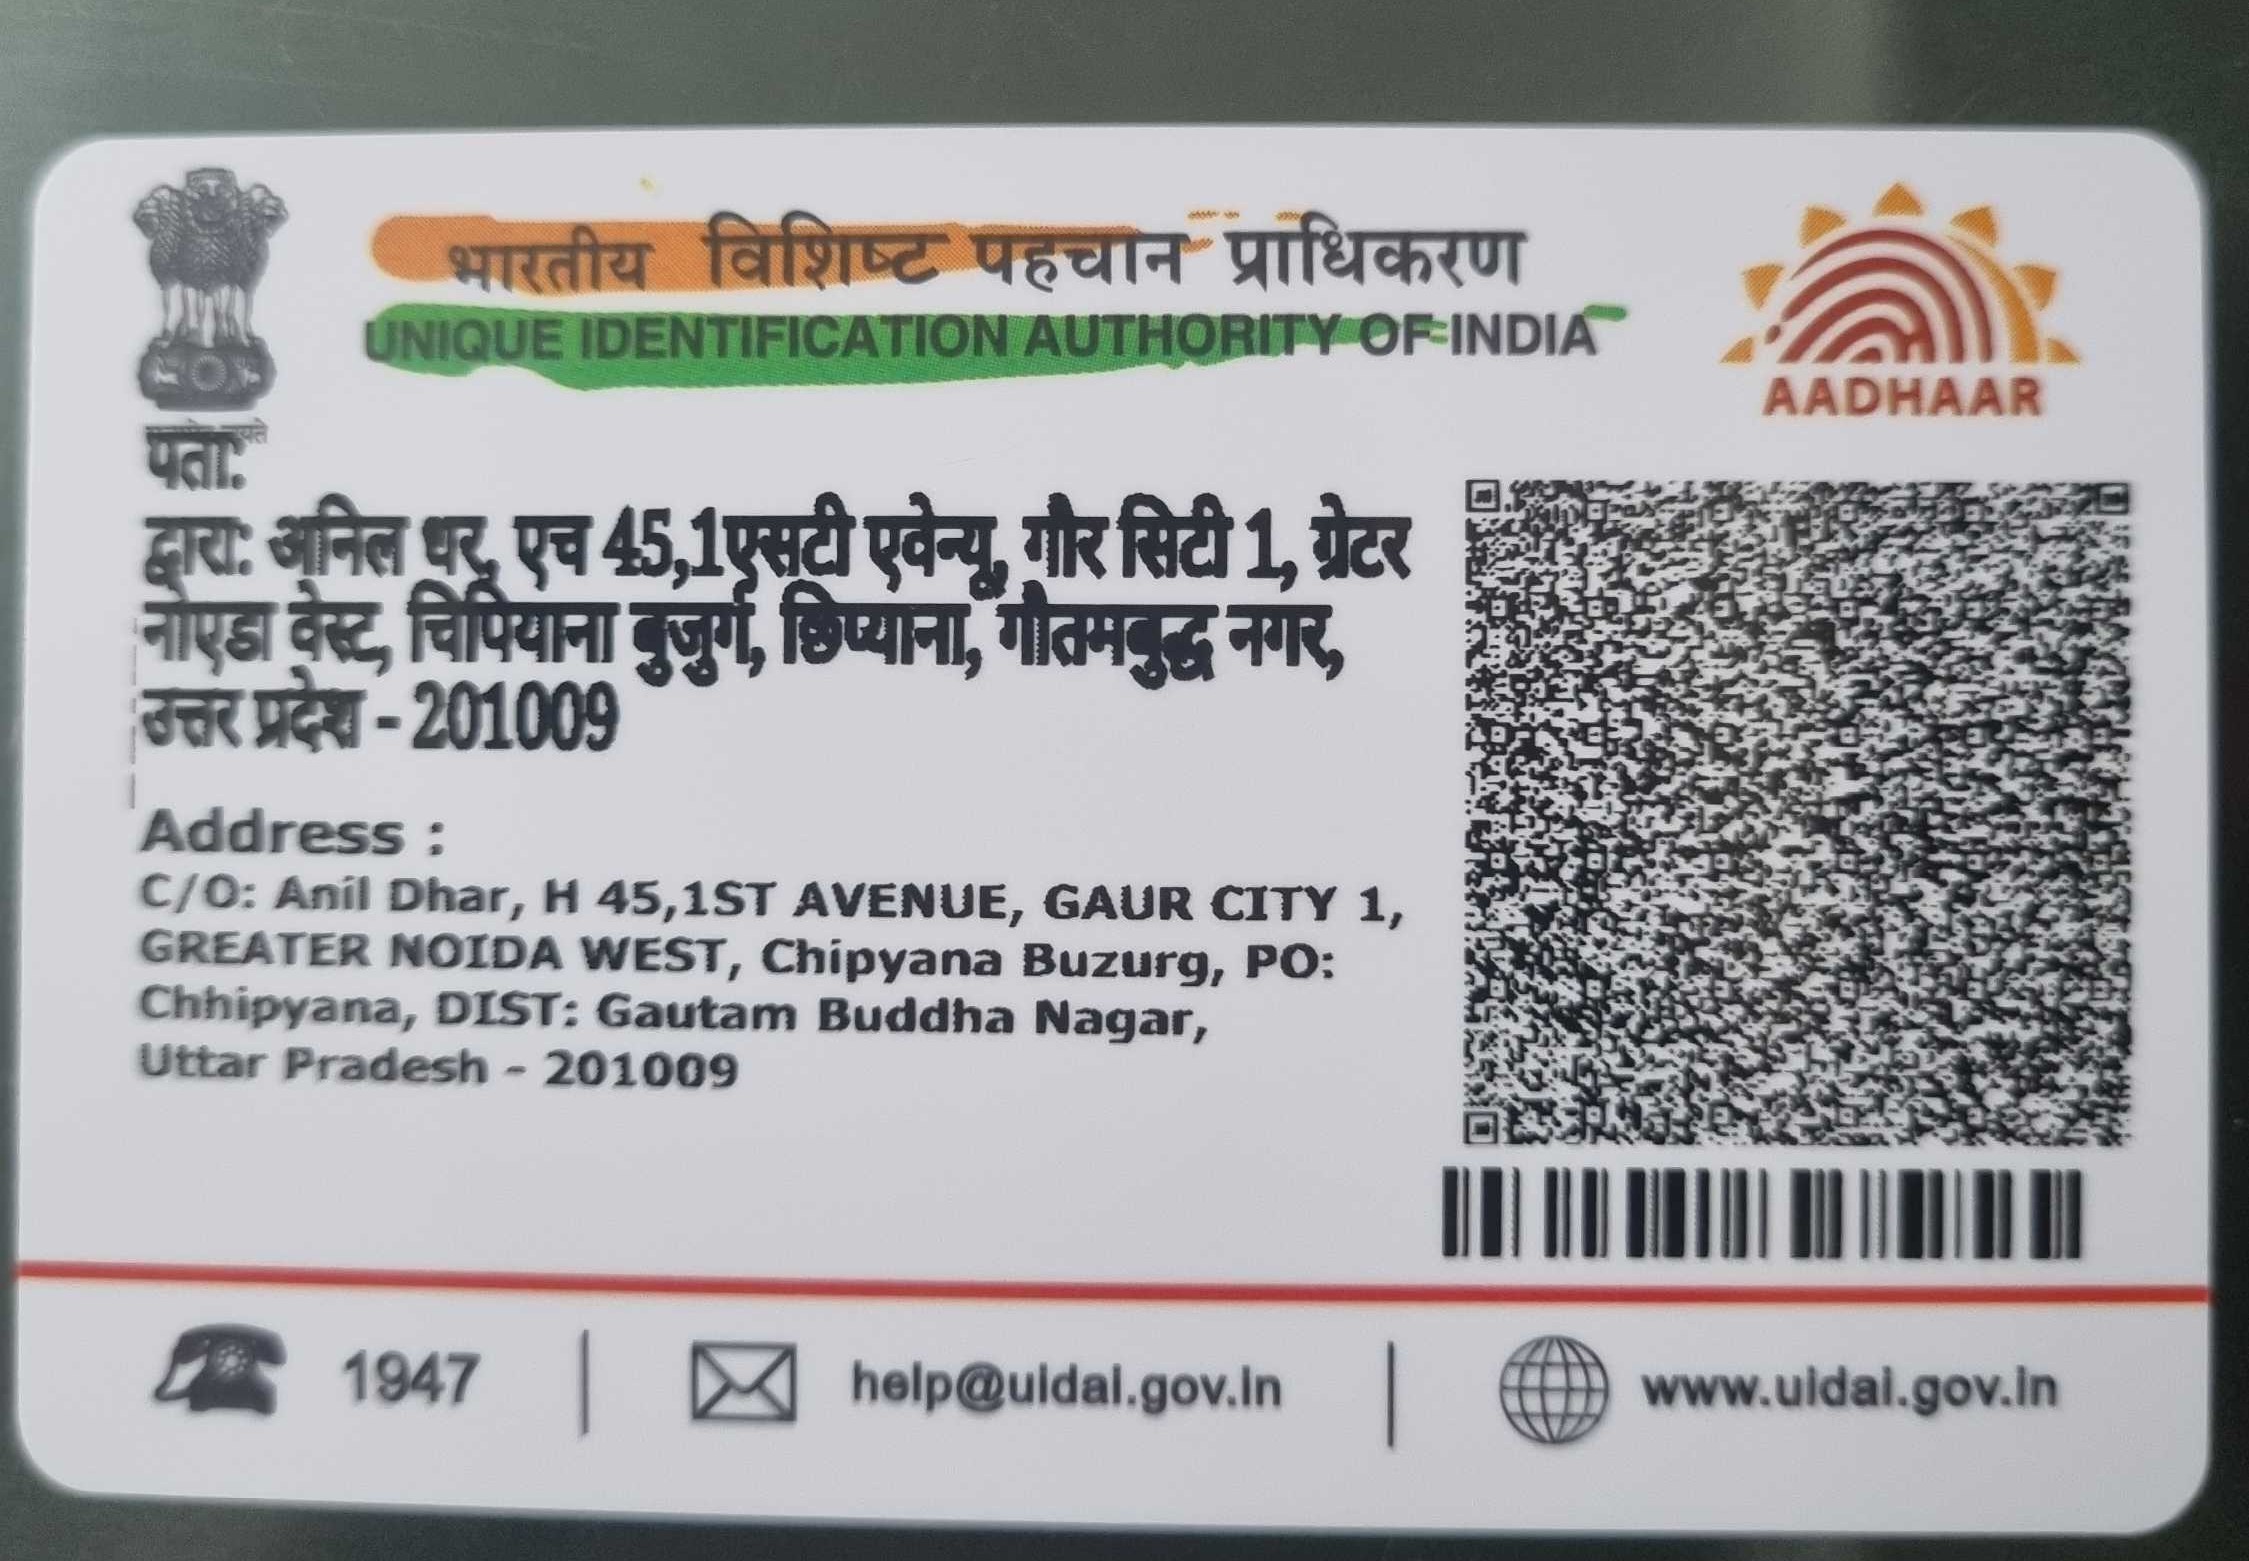 भारतीय विशिष्ट पहचान प्राधिकरण
UNIQUE IDENTIFICATION AUTHORITY OF INDIA
AADHAAR
पता:
द्वारा: अनिल धर, एच 45,1एसटी एवेन्यू, गौर सिटी 1, ग्रेटर
नोएडा वेस्ट, चिपियाना बुजुर्ग, छिप्याना, गौतमबुद्ध नगर,
उत्तर प्रदेश - 201009
Address :
C/O: Anil Dhar, H 45,1ST AVENUE, GAUR CITY 1,
GREATER NOIDA WEST, Chipyana Buzurg, PO:
Chhipyana, DIST: Gautam Buddha Nagar,
Uttar Pradesh - 201009
1947
help@uidai.gov.in
www.uidai.gov.in